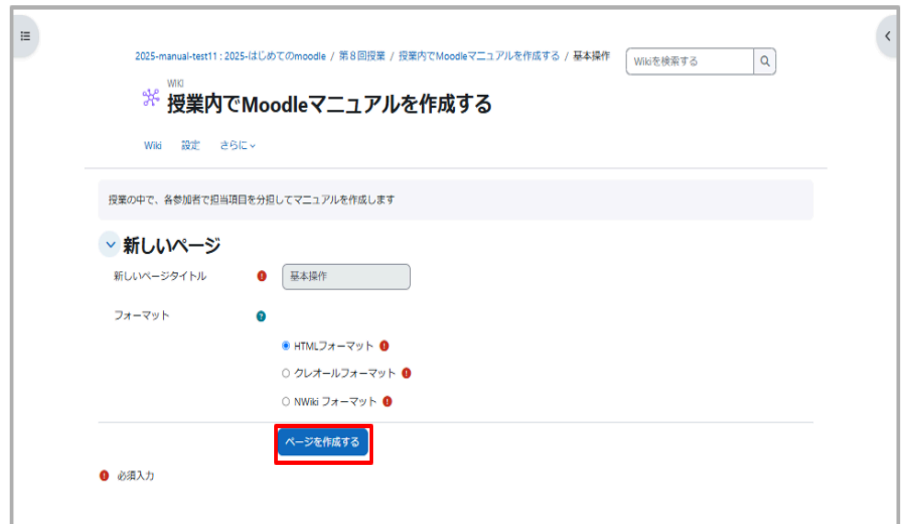 2025-manual-test11 : 2025-はじめてのmoodle / 第８回授業 / 授業内でMoodleマニュアルを作成する / 基本操作
Wikiを検索する
WIKI
授業内でMoodleマニュアルを作成する
Wiki 設定 さらに
授業の中で、各参加者で担当項目を分担してマニュアルを作成します
新しいページ
新しいページタイトル 基本操作
フォーマット
HTMLフォーマット
クレオールフォーマット
NWiki フォーマット
ページを作成する
必須入力